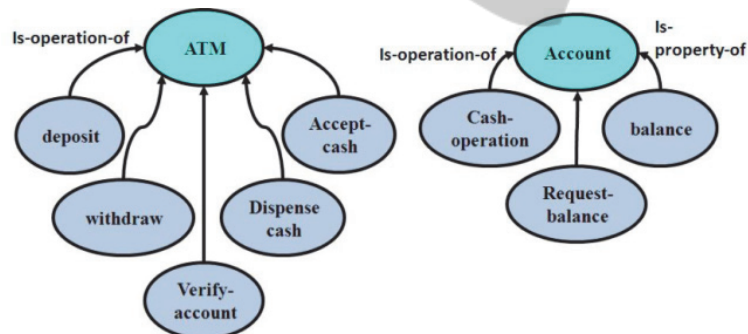 Is-operation-of
ATM
deposit
withdraw
Verify-
account
Dispense
cash
Accept-
cash
Is-operation-of
Account
Is-
property-of
Cash-
operation
Request-
balance
balance